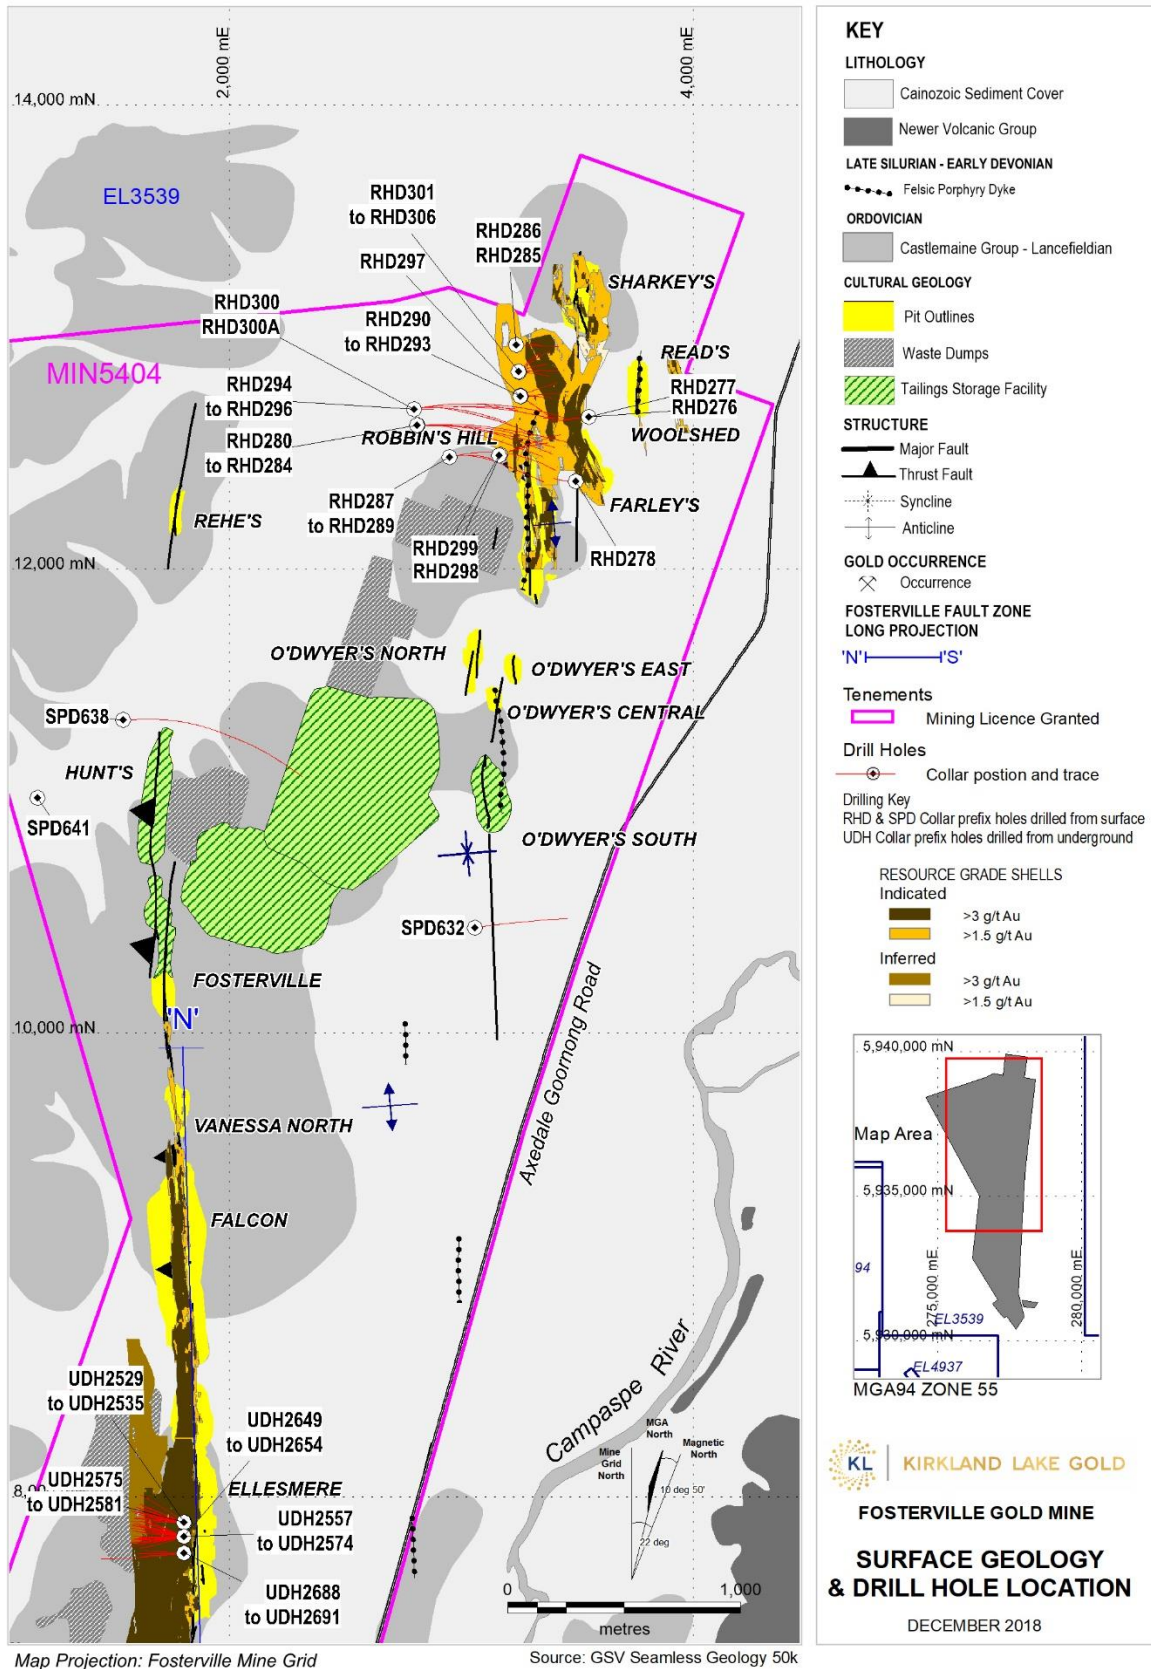 2,000 mE
4,000 mE
14,000 mN
EL3539
RHD301
to RHD306
RHD286
RHD285
RHD297
SHARKEY'S
RHD300
RHD300A
RHD290
to RHD293
READ'S
MIN5404
RHD294
to RHD296
RHD277
RHD276
RHD280
to RHD284
ROBBIN'S HILL
WOOLSHED
RHD287
to RHD289
FARLEY'S
REHE'S
RHD299
RHD298
RHD278
12,000 mN
O'DWYER'S NORTH
O'DWYER'S EAST
O'DWYER'S CENTRAL
SPD638
HUNT'S
SPD641
O'DWYER'S SOUTH
SPD632
FOSTERVILLE
'N'
10,000 mN
Axedale Goornong Road
VANESSA NORTH
FALCON
UDH2529
to UDH2535
UDH2649
to UDH2654
Campaspe River
MGA
North
Mine
Grid
North
Magnetic
North
10 deg 50'
22 deg
UDH2575
to UDH2581
ELLESMERE
8,0
UDH2557
to UDH2574
UDH2688
to UDH2691
0
1,000
metres
Map Projection: Fosterville Mine Grid
Source: GSV Seamless Geology 50k
KEY
LITHOLOGY
Cainozoic Sediment Cover
Newer Volcanic Group
LATE SILURIAN - EARLY DEVONIAN
Felsic Porphyry Dyke
ORDOVICIAN
Castlemaine Group - Lancefieldian
CULTURAL GEOLOGY
Pit Outlines
Waste Dumps
Tailings Storage Facility
STRUCTURE
Major Fault
Thrust Fault
Syncline
Anticline
GOLD OCCURRENCE
Occurrence
FOSTERVILLE FAULT ZONE
LONG PROJECTION
'N' 'S'
Tenements
Mining Licence Granted
Drill Holes
Collar postion and trace
Drilling Key
RHD & SPD Collar prefix holes drilled from surface
UDH Collar prefix holes drilled from underground
RESOURCE GRADE SHELLS
Indicated
>3 g/t Au
>1.5 g/t Au
Inferred
>3 g/t Au
>1.5 g/t Au
5,940,000 mN
Map Area
5,935,000 mN
94
275,000 mE
280,000 mE
EL3539
5,930,000 mN
EL4937
MGA94 ZONE 55
KL KIRKLAND LAKE GOLD
FOSTERVILLE GOLD MINE
SURFACE GEOLOGY
& DRILL HOLE LOCATION
DECEMBER 2018